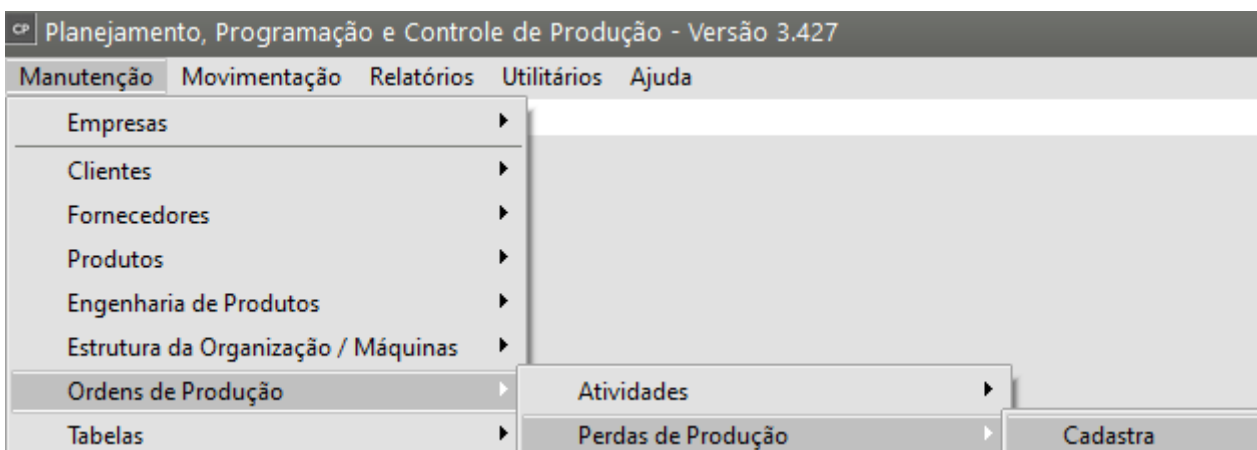 CP Planejamento, Programação e Controle de Produção - Versão 3.427
Manutenção Movimentação Relatórios Utilitários Ajuda
Empresas
Clientes
Fornecedores
Produtos
Engenharia de Produtos
Estrutura da Organização / Máquinas
Ordens de Produção Atividades
Tabelas Perdas de Produção Cadastra